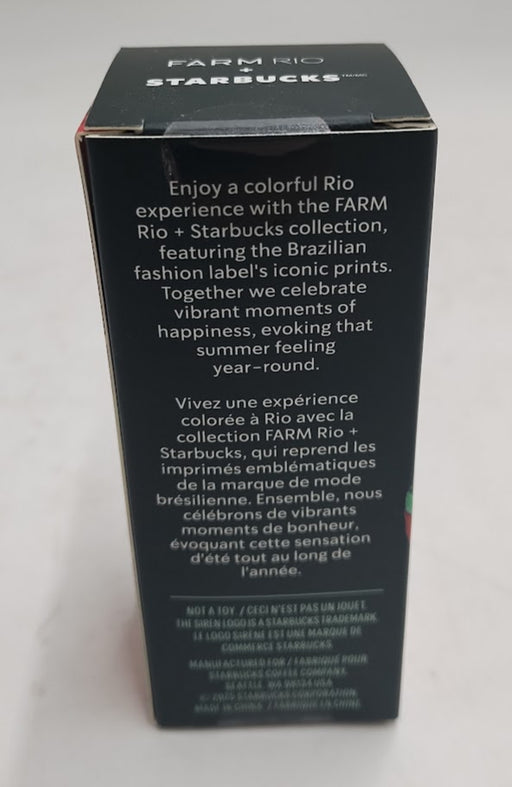 FARM RIO
+
STARBUCKS TM/MC
Enjoy a colorful Rio
experience with the FARM
Rio + Starbucks collection,
featuring the Brazilian
fashion label's iconic prints.
Together we celebrate
vibrant moments of
happiness, evoking that
summer feeling
year-round.
Vivez une expérience
colorée à Rio avec la
collection FARM Rio +
Starbucks, qui reprend les
imprimés emblématiques
de la marque de mode
brésilienne. Ensemble, nous
célébrons de vibrants
moments de bonheur,
évoquant cette sensation
d'été tout au long de
l'année.
NOT A TOY / CECI N'EST PAS UN JOUET.
THE SIREN LOGO IS A STARBUCKS TRADEMARK.
LE LOGO SIRÈNE EST UNE MARQUE DE
COMMERCE STARBUCKS.
MANUFACTURED FOR / FABRIQUÉ POUR
STARBUCKS COFFEE COMPANY,
SEATTLE, WA 98134 USA
© 2025 STARBUCKS CORPORATION
MADE IN CHINA / FABRIQUÉ EN CHINE